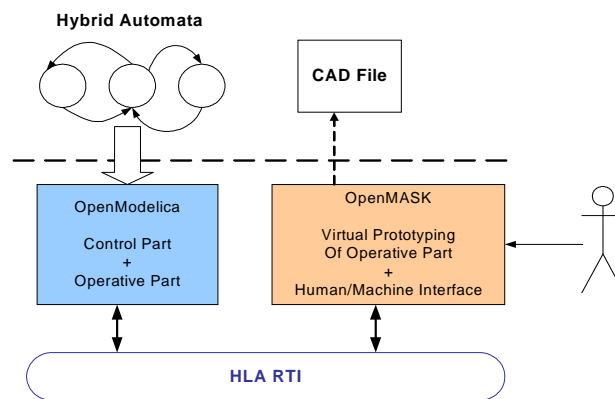 Hybrid Automata
CAD File
OpenModelica
Control Part
+
Operative Part
OpenMASK
Virtual Prototyping
Of Operative Part
+
Human/Machine Interface
HLA RTI